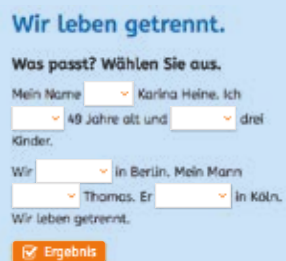 Wir leben getrennt.
Was passt? Wählen Sie aus.
Mein Name Karina Heine. Ich
49 Jahre alt und drei
Kinder.
Wir in Berlin. Mein Mann
Thomas. Er in Köln.
Wir leben getrennt.
Ergebnis